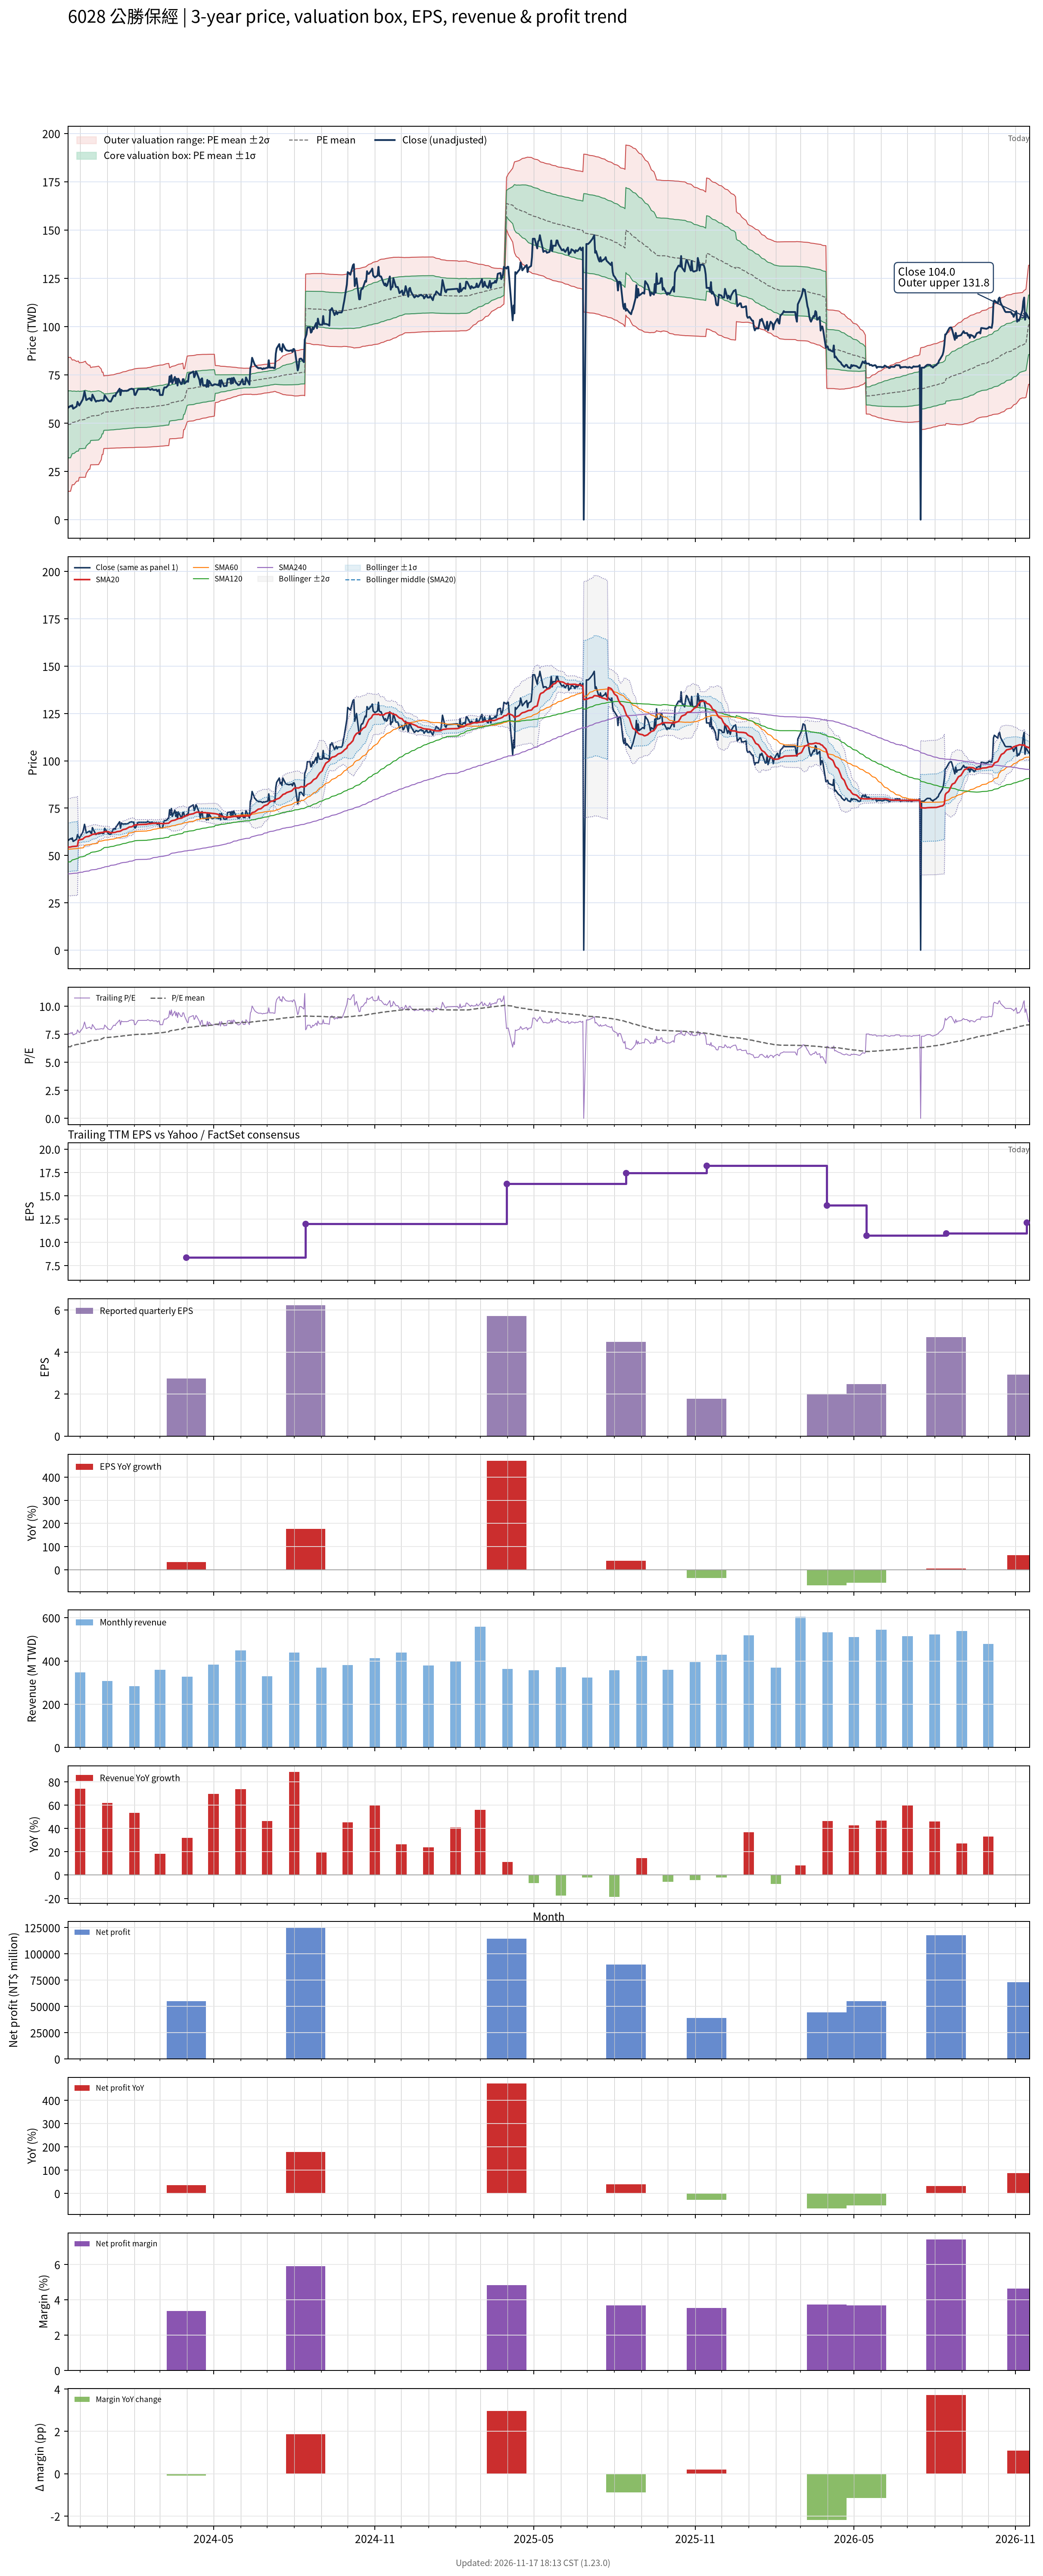 6028 公勝保經 | 3-year price, valuation box, EPS, revenue & profit trend
Outer valuation range: PE mean ±2σ
Core valuation box: PE mean ±1σ
PE mean
Close (unadjusted)
Today
Close 104.0
Outer upper 131.8
Price (TWD)
200
175
150
125
100
75
50
25
0
Close (same as panel 1)
SMA20
SMA60
SMA120
SMA240
Bollinger ±2σ
Bollinger ±1σ
Bollinger middle (SMA20)
Price
200
175
150
125
100
75
50
25
0
Trailing P/E
P/E mean
P/E
10.0
7.5
5.0
2.5
0.0
Trailing TTM EPS vs Yahoo / FactSet consensus
Today
EPS
20.0
17.5
15.0
12.5
10.0
7.5
Reported quarterly EPS
EPS
6
4
2
0
EPS YoY growth
YoY (%)
400
300
200
100
0
Monthly revenue
Revenue (M TWD)
600
400
200
0
Revenue YoY growth
YoY (%)
80
60
40
20
0
-20
Month
Net profit
Net profit (NT$ million)
125000
100000
75000
50000
25000
0
Net profit YoY
YoY (%)
400
300
200
100
0
Net profit margin
Margin (%)
6
4
2
0
Margin YoY change
Δ margin (pp)
4
2
0
-2
2024-05
2024-11
2025-05
2025-11
2026-05
2026-11
Updated: 2026-11-17 18:13 CST (1.23.0)